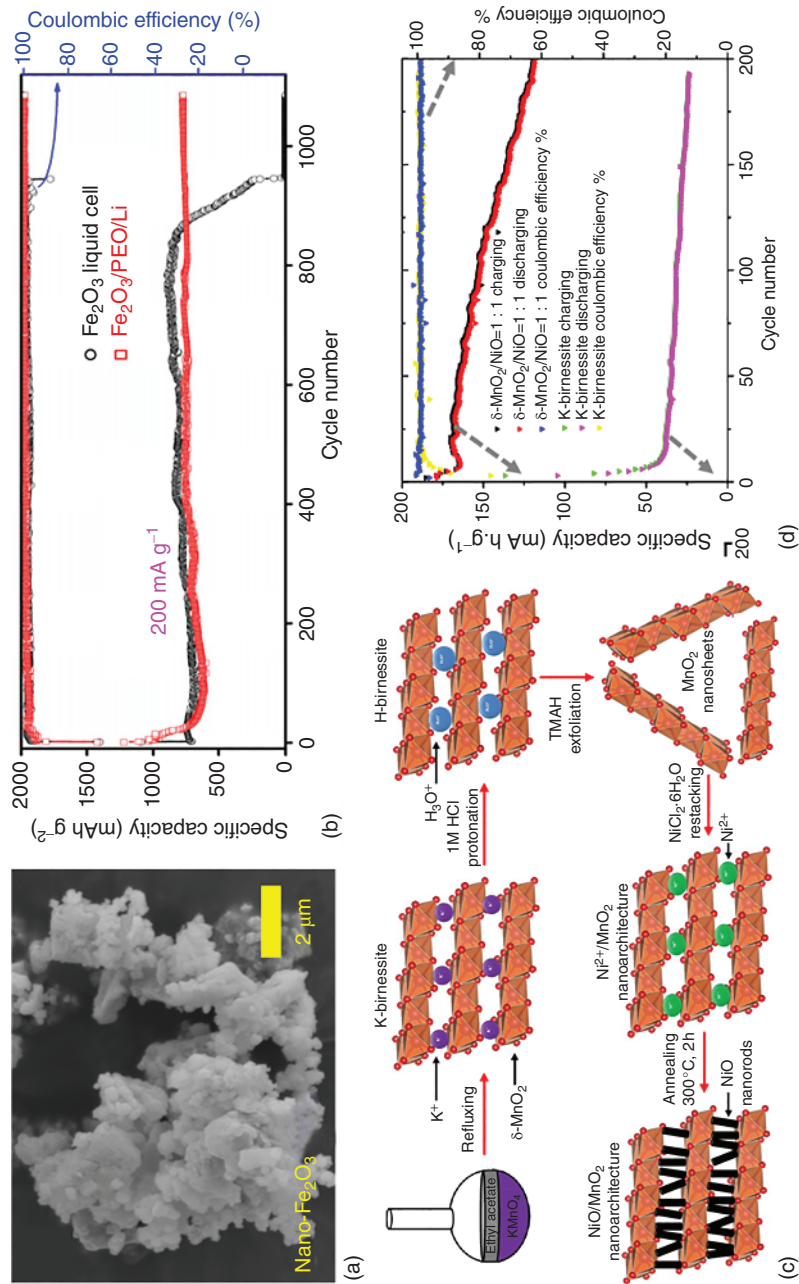 Nano-Fe₂O₃
2 μm
(a)
Coulombic efficiency (%)
100
80
60
40
20
0
2000
1500
1000
500
0
Specific capacity (mAh g⁻²)
Fe₂O₃ liquid cell
Fe₂O₃/PEO/Li
200 mA g⁻¹
0
200
400
600
800
1000
Cycle number
(b)
Ethyl acetate
KMnO₄
Refluxing
K-birnessite
K⁺
δ-MnO₂
1M HCl
protonation
H-birnessite
H₃O⁺
TMAH
exfoliation
MnO₂
nanosheets
NiCl₂·6H₂O
restacking
Ni²⁺/MnO₂
nanoarchitecture
Ni²⁺
Annealing
300°C, 2h
NiO/MnO₂
nanoarchitecture
NiO
nanorods
(c)
200
200
150
100
50
0
Specific capacity (mA h.g⁻¹)
100
80
60
40
20
0
Coulombic efficiency
%
δ-MnO₂/NiO=1 : 1 charging
δ-MnO₂/NiO=1 : 1 discharging
δ-MnO₂/NiO=1 : 1 coulombic efficiency %
K-birnessite charging
K-birnessite discharging
K-birnessite coulombic efficiency %
0
50
100
150
200
Cycle number
(d)